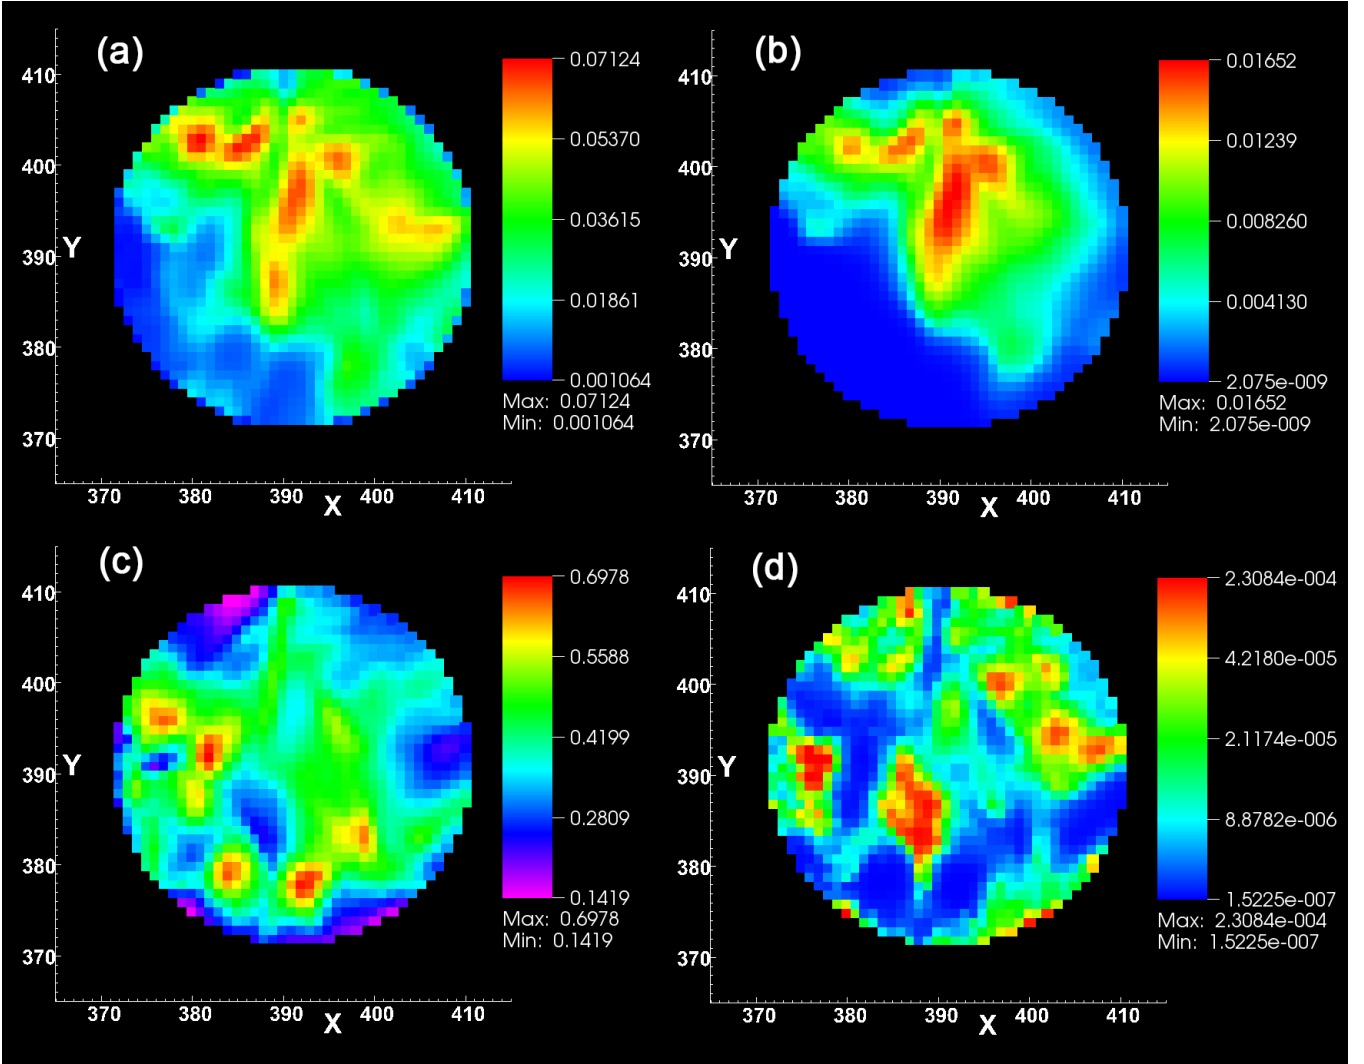 (a)
410
400
390
380
370
Y
370 380 390 400 410
X
0.07124
0.05370
0.03615
0.01861
0.001064
Max: 0.07124
Min: 0.001064
(b)
410
400
390
380
370
Y
370 380 390 400 410
X
0.01652
0.01239
0.008260
0.004130
2.075e-009
Max: 0.01652
Min: 2.075e-009
(c)
410
400
390
380
370
Y
370 380 390 400 410
X
0.6978
0.5588
0.4199
0.2809
0.1419
Max: 0.6978
Min: 0.1419
(d)
410
400
390
380
370
Y
370 380 390 400 410
X
2.3084e-004
4.2180e-005
2.1174e-005
8.8782e-006
1.5225e-007
Max: 2.3084e-004
Min: 1.5225e-007